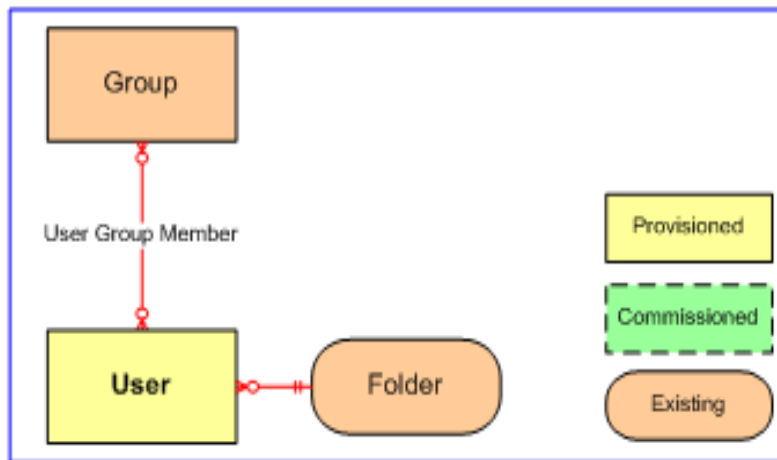 Group
User Group Member
User
Folder
Provisioned
Commissioned
Existing